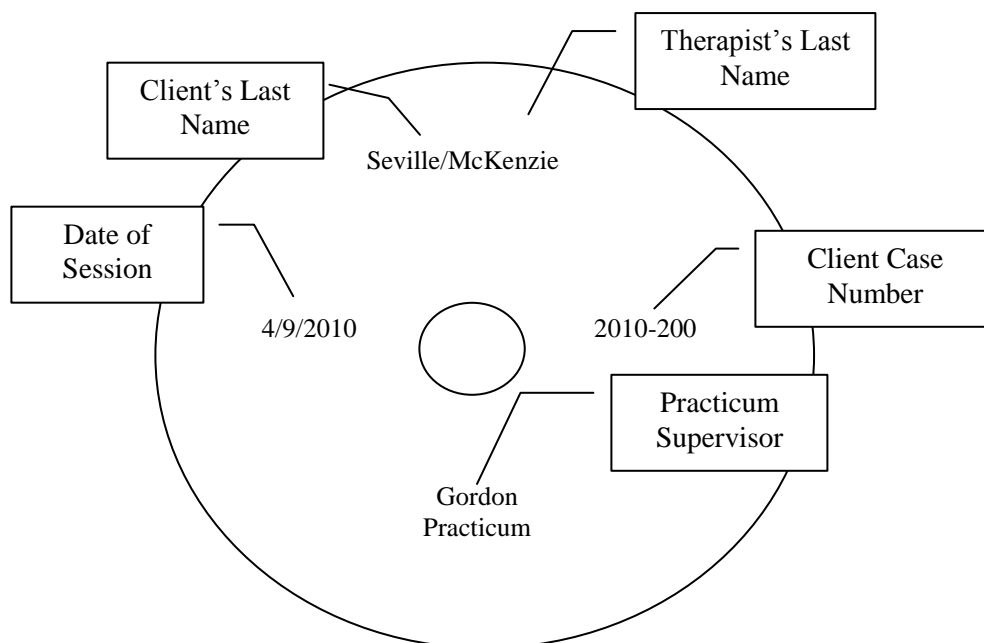 Therapist’s Last
Name
Client’s Last
Name
Seville/McKenzie
Date of
Session
Client Case
Number
4/9/2010
2010-200
Practicum
Supervisor
Gordon
Practicum